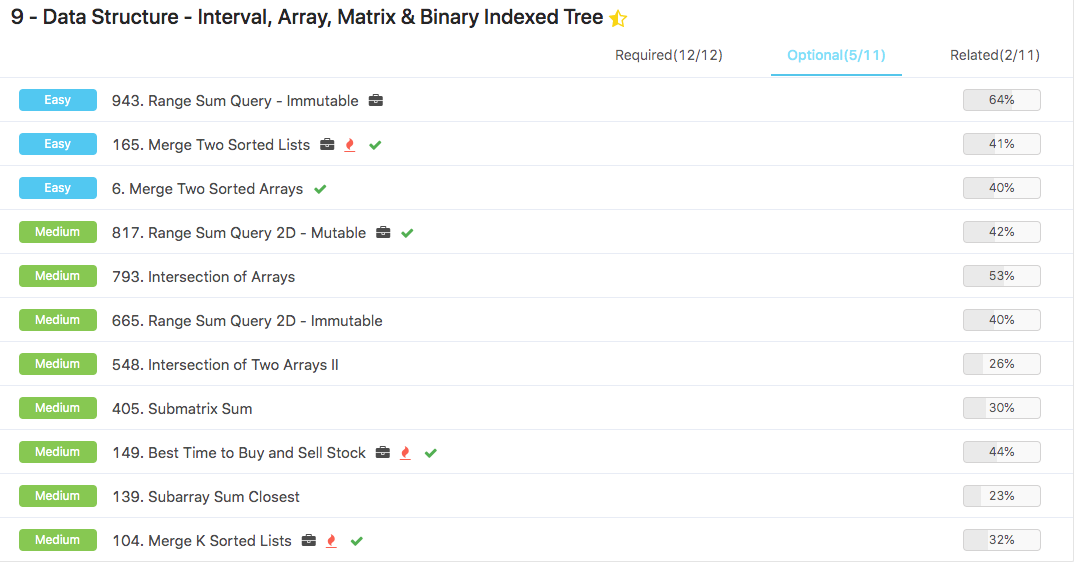 9 - Data Structure - Interval, Array, Matrix & Binary Indexed Tree
Required(12/12) Optional(5/11) Related(2/11)
Easy 943. Range Sum Query - Immutable 64%
Easy 165. Merge Two Sorted Lists 41%
Easy 6. Merge Two Sorted Arrays 40%
Medium 817. Range Sum Query 2D - Mutable 42%
Medium 793. Intersection of Arrays 53%
Medium 665. Range Sum Query 2D - Immutable 40%
Medium 548. Intersection of Two Arrays II 26%
Medium 405. Submatrix Sum 30%
Medium 149. Best Time to Buy and Sell Stock 44%
Medium 139. Subarray Sum Closest 23%
Medium 104. Merge K Sorted Lists 32%